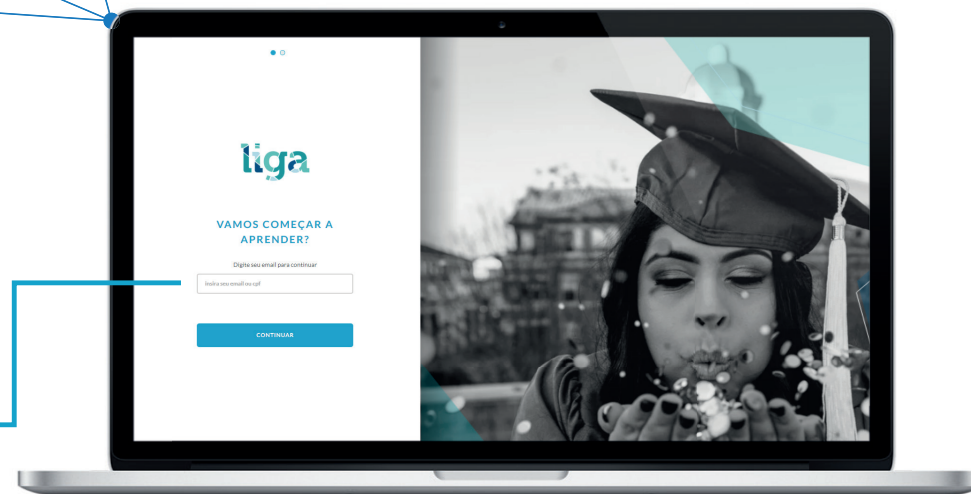 liga
VAMOS COMEÇAR A
APRENDER?
Digite seu email para continuar
Insira seu email ou cpf
CONTINUAR